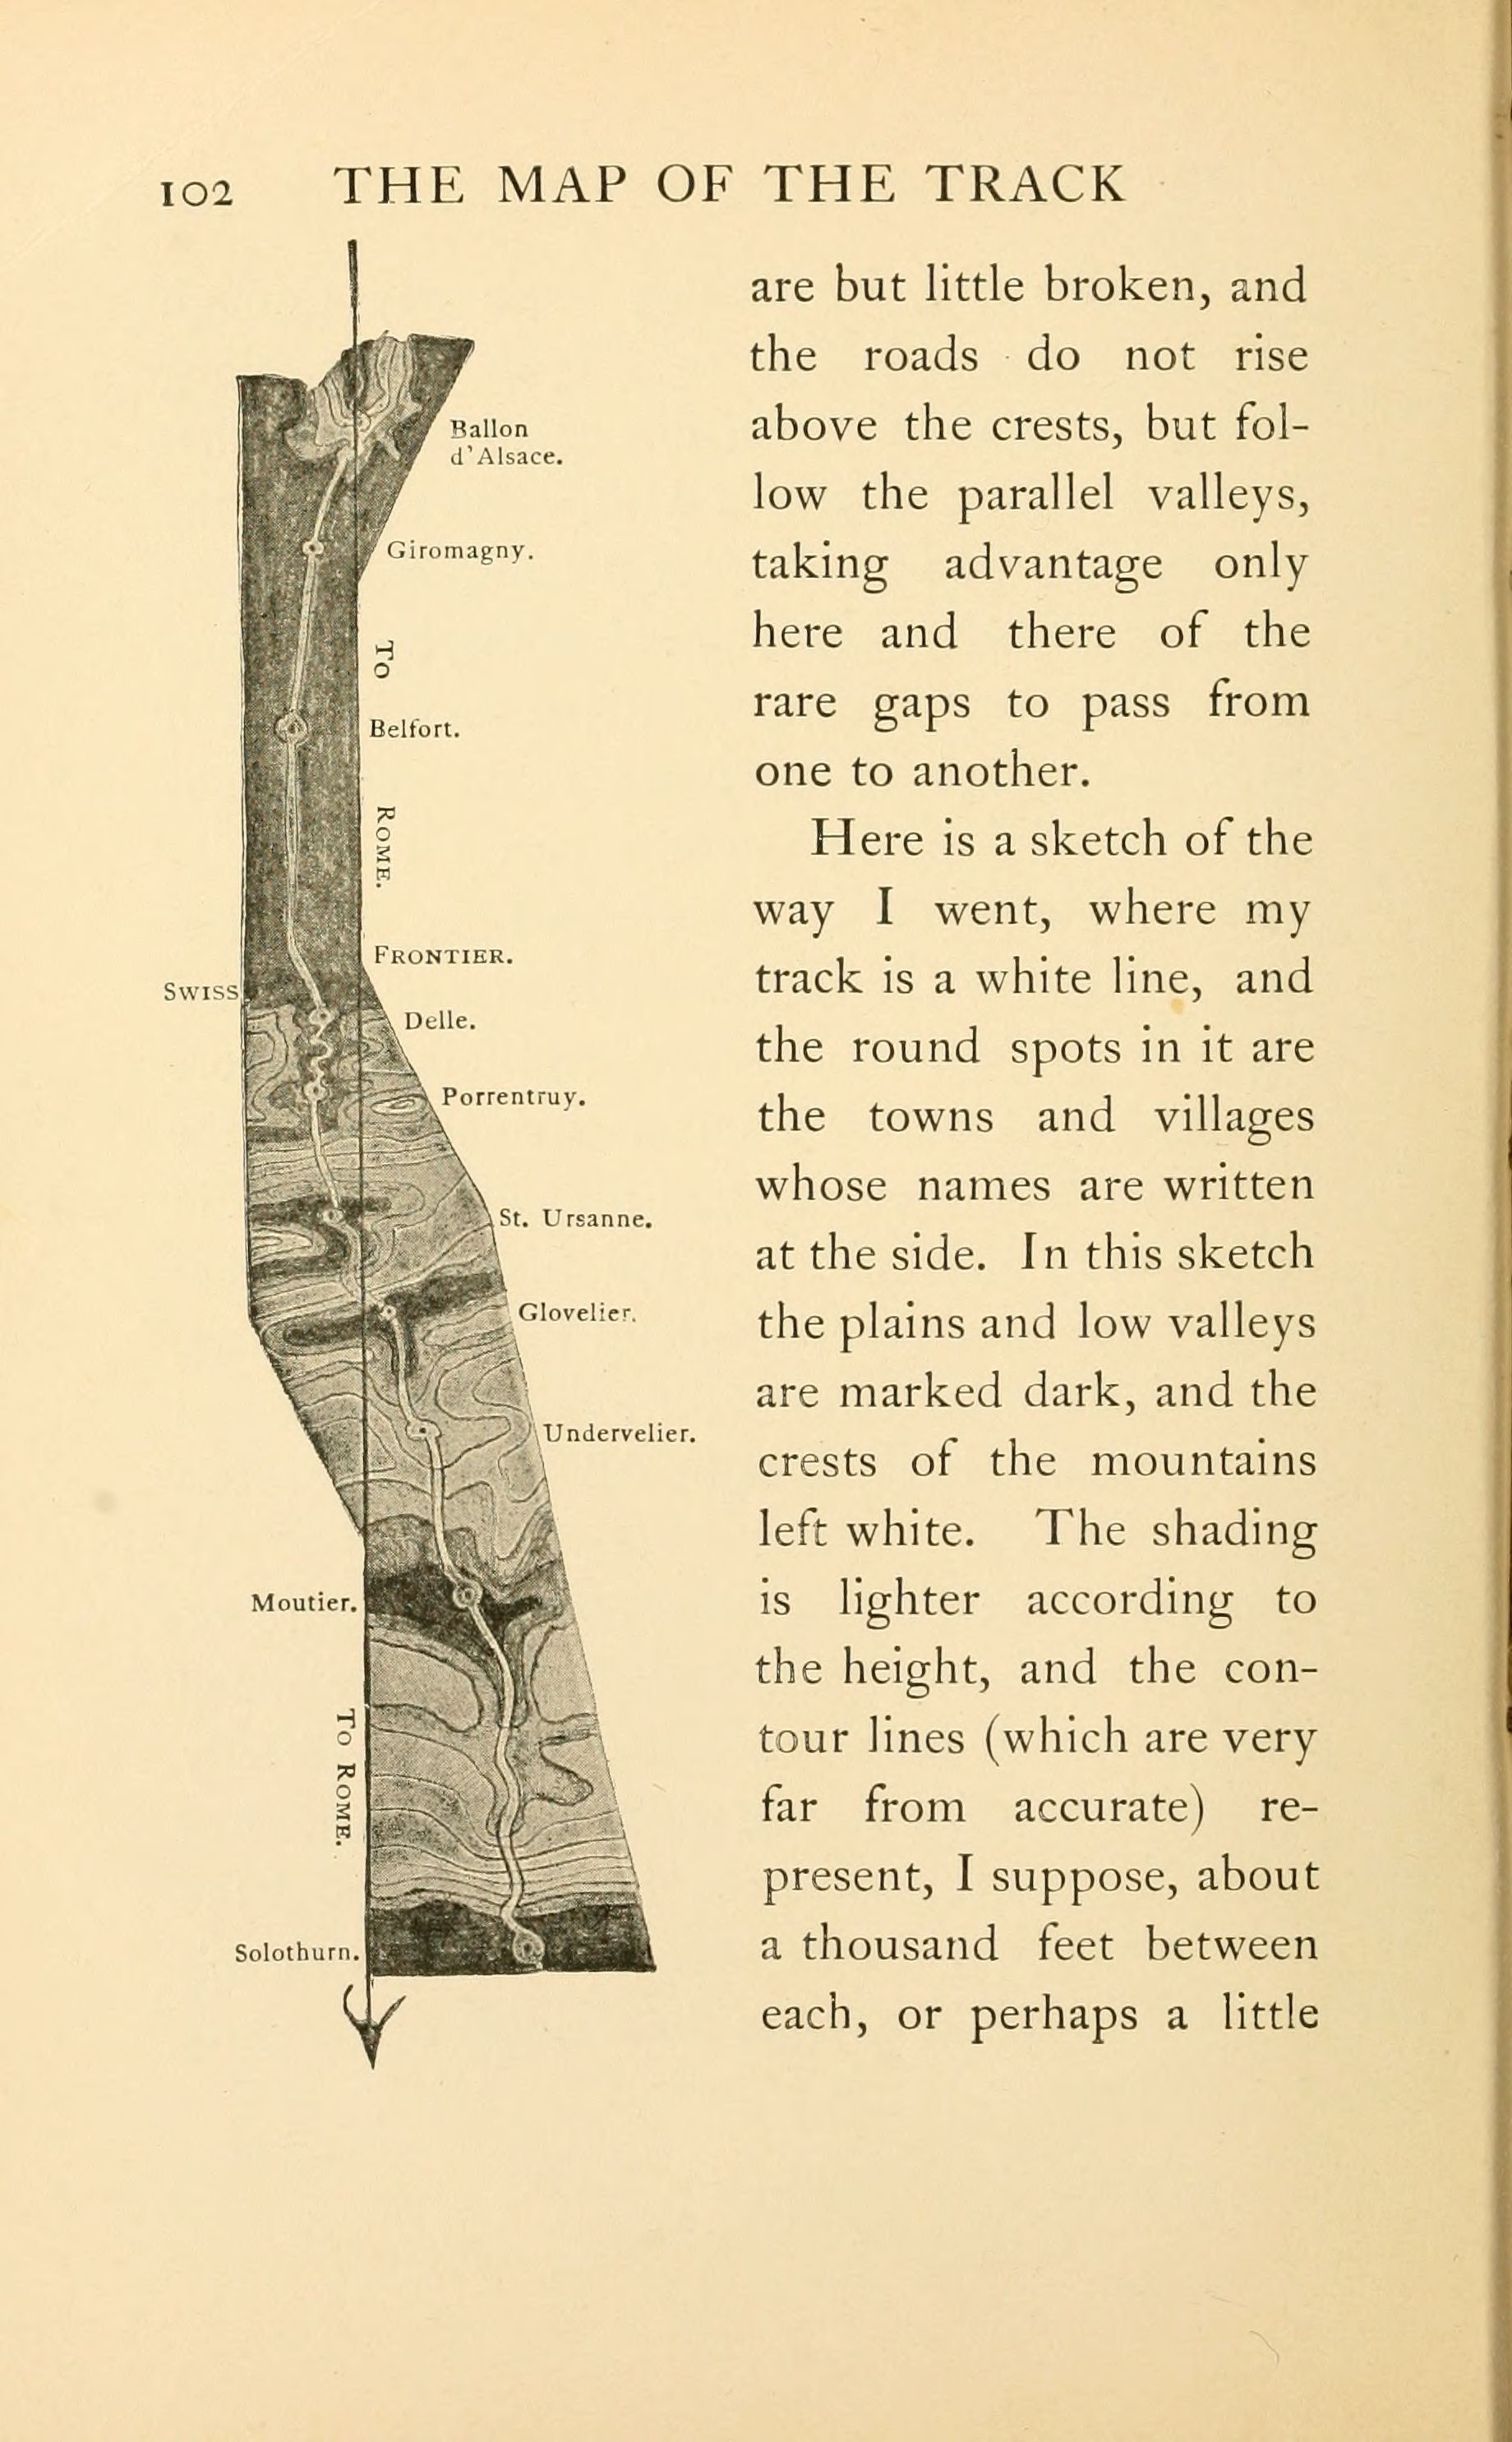 102 THE MAP OF THE TRACK
Ballon
d'Alsace.
Giromagny.
To
Belfort.
ROME.
FRONTIER.
SWISS
Delle.
Porrentruy.
St. Ursanne.
Glovelier.
Undervelier.
Moutier.
To ROME.
Solothurn.
are but little broken, and
the roads do not rise
above the crests, but fol-
low the parallel valleys,
taking advantage only
here and there of the
rare gaps to pass from
one to another.
Here is a sketch of the
way I went, where my
track is a white line, and
the round spots in it are
the towns and villages
whose names are written
at the side. In this sketch
the plains and low valleys
are marked dark, and the
crests of the mountains
left white. The shading
is lighter according to
the height, and the con-
tour lines (which are very
far from accurate) re-
present, I suppose, about
a thousand feet between
each, or perhaps a little